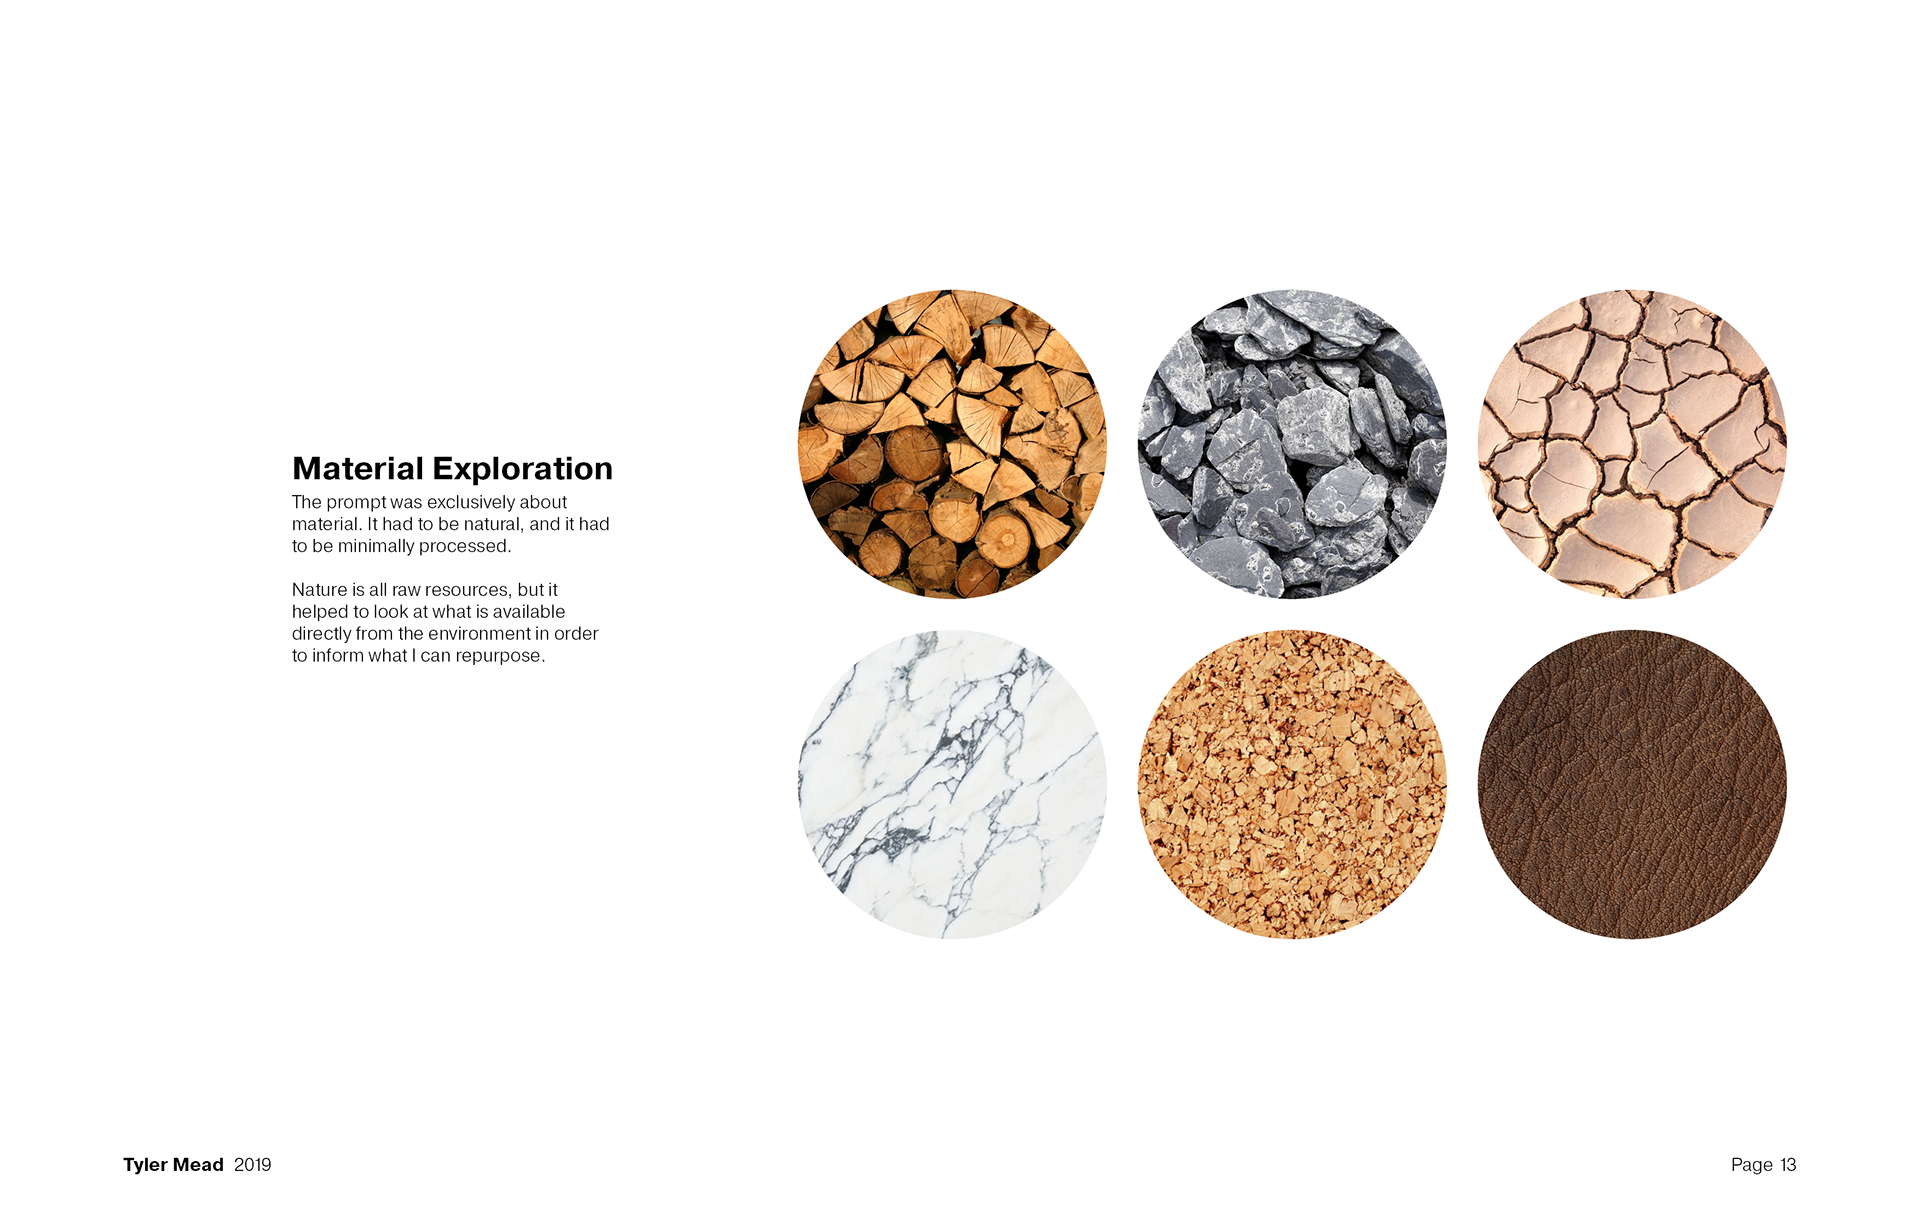 Material Exploration
The prompt was exclusively about
material. It had to be natural, and it had
to be minimally processed.
Nature is all raw resources, but it
helped to look at what is available
directly from the environment in order
to inform what I can repurpose.
Tyler Mead 2019
Page 13